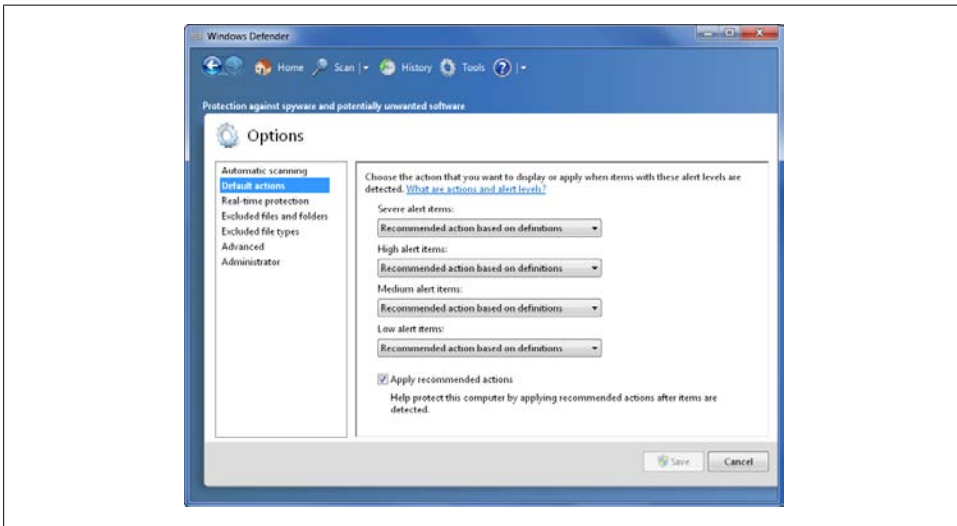 Windows Defender
Home Scan History Tools
Protection against spyware and potentially unwanted software
Options
Automatic scanning
Default actions
Real-time protection
Excluded files and folders
Excluded file types
Advanced
Administrator
Choose the action that you want to display or apply when items with these alert levels are
detected. What are actions and alert levels?
Severe alert items:
Recommended action based on definitions
High alert items:
Recommended action based on definitions
Medium alert items:
Recommended action based on definitions
Low alert items:
Recommended action based on definitions
Apply recommended actions
Help protect this computer by applying recommended actions after items are
detected.
Save Cancel